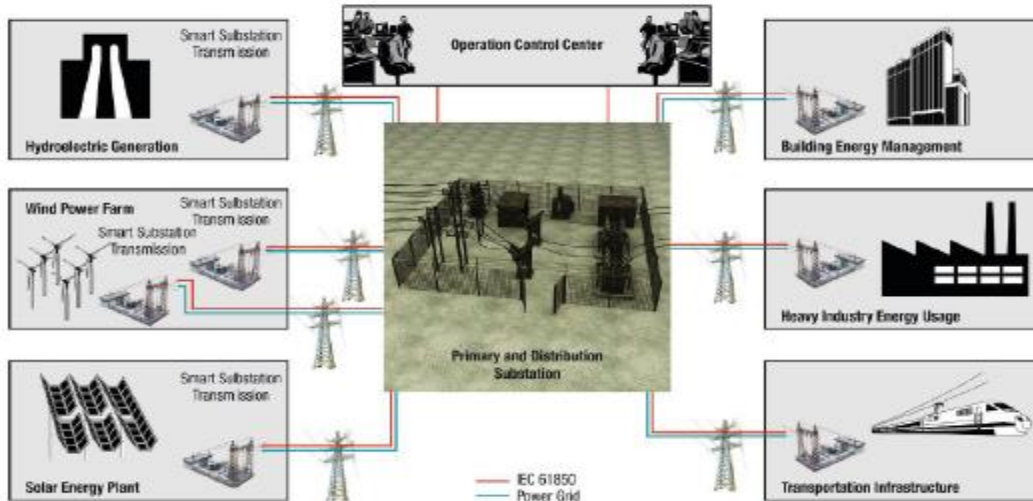 Smart Substation
Transmission
Hydroelectric Generation
Operation Control Center
Building Energy Management
Wind Power Farm
Smart Substation
Transmission
Smart Substation
Transmission
Heavy Industry Energy Usage
Primary and Distribution
Substation
Smart Substation
Transmission
Solar Energy Plant
IEC 61850
Power Grid
Transportation Infrastructure